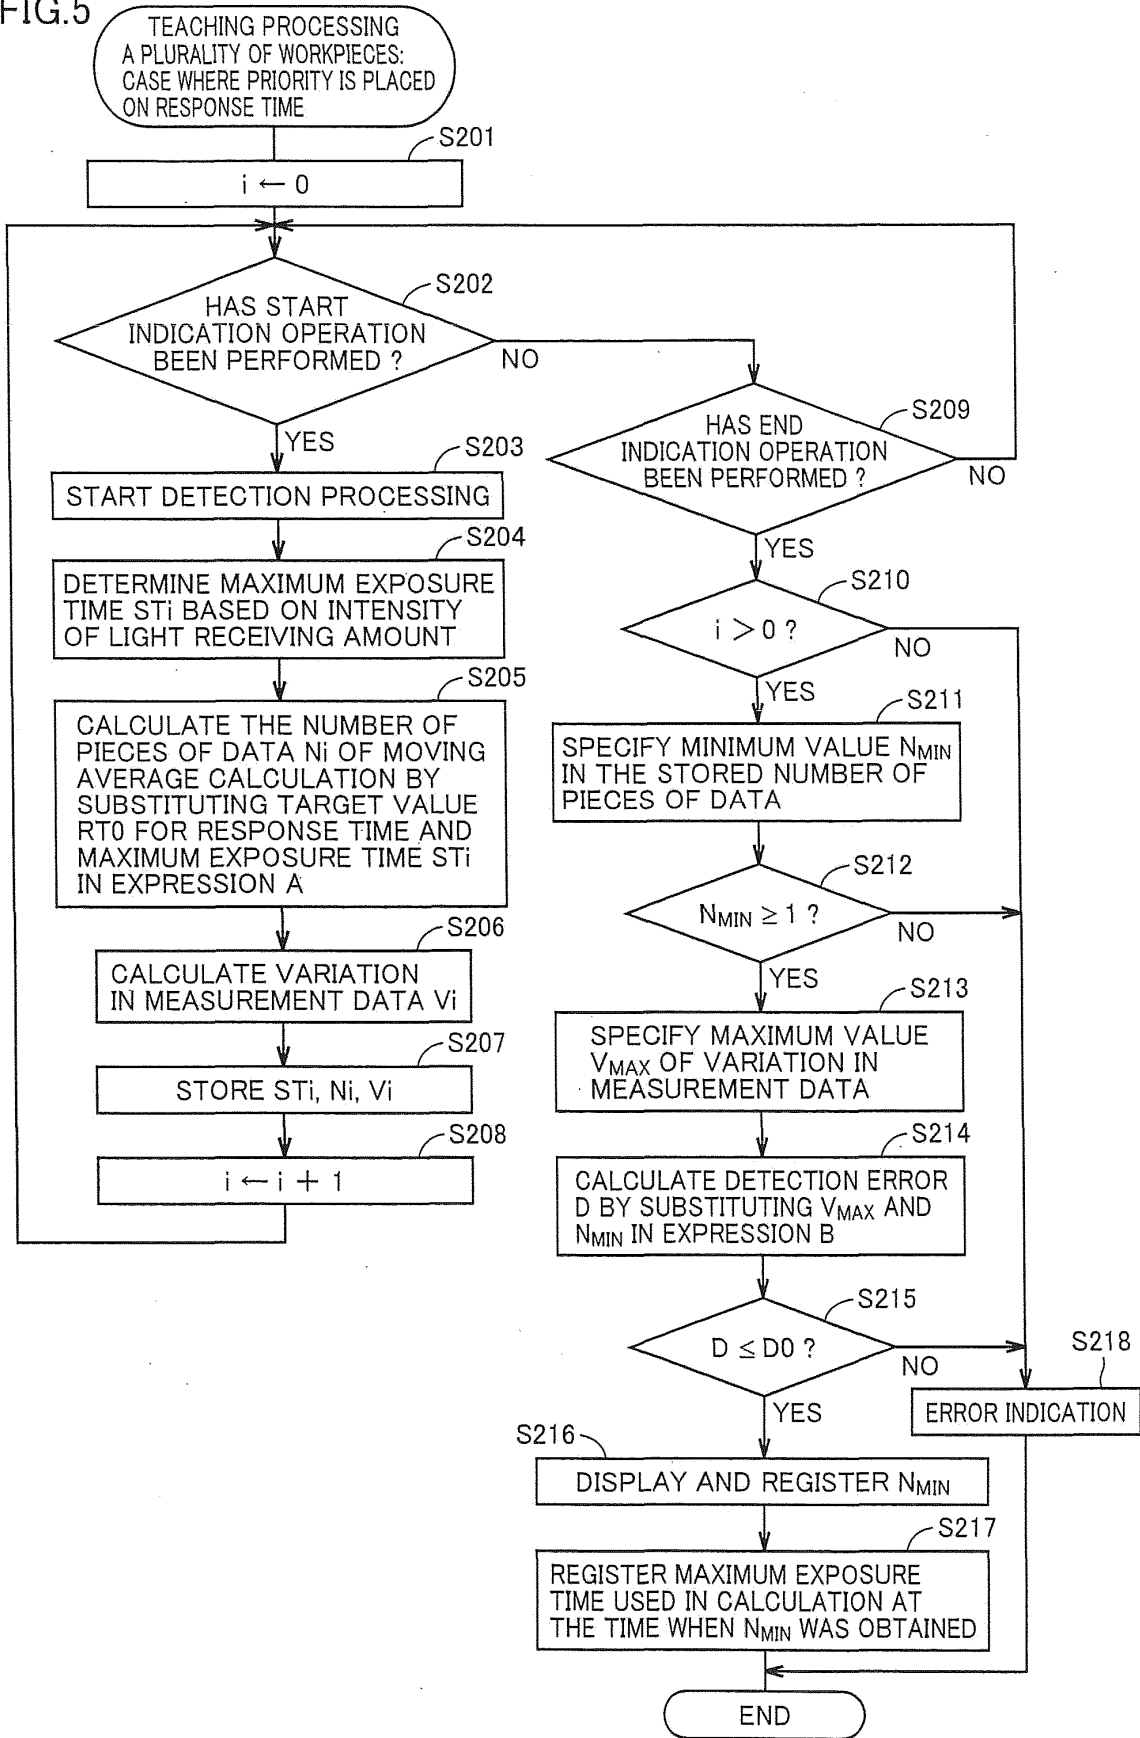 FIG.5
TEACHING PROCESSING
A PLURALITY OF WORKPIECES:
CASE WHERE PRIORITY IS PLACED
ON RESPONSE TIME
S201
i ← 0
S202
HAS START
INDICATION OPERATION
BEEN PERFORMED ?
NO
YES
S203
START DETECTION PROCESSING
S204
DETERMINE MAXIMUM EXPOSURE
TIME STi BASED ON INTENSITY
OF LIGHT RECEIVING AMOUNT
S205
CALCULATE THE NUMBER OF
PIECES OF DATA Ni OF MOVING
AVERAGE CALCULATION BY
SUBSTITUTING TARGET VALUE
RT0 FOR RESPONSE TIME AND
MAXIMUM EXPOSURE TIME STi
IN EXPRESSION A
S206
CALCULATE VARIATION
IN MEASUREMENT DATA Vi
S207
STORE STi, Ni, Vi
S208
i ← i + 1
S209
HAS END
INDICATION OPERATION
BEEN PERFORMED ?
NO
YES
S210
i > 0 ?
NO
YES
S211
SPECIFY MINIMUM VALUE NMIN
IN THE STORED NUMBER OF
PIECES OF DATA
S212
NMIN ≥ 1 ?
NO
YES
S213
SPECIFY MAXIMUM VALUE
VMAX OF VARIATION IN
MEASUREMENT DATA
S214
CALCULATE DETECTION ERROR
D BY SUBSTITUTING VMAX AND
NMIN IN EXPRESSION B
S215
D ≤ D0 ?
NO
YES
S218
ERROR INDICATION
S216
DISPLAY AND REGISTER NMIN
S217
REGISTER MAXIMUM EXPOSURE
TIME USED IN CALCULATION AT
THE TIME WHEN NMIN WAS OBTAINED
END